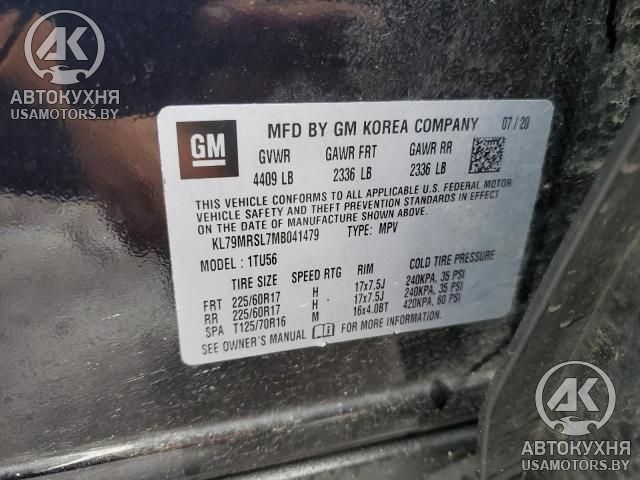 AK
АВТОКУХНЯ
USAMOTORS.BY
GM
MFD BY GM KOREA COMPANY 07/20
GVWR GAWR FRT GAWR RR
4409 LB 2336 LB 2336 LB
THIS VEHICLE CONFORMS TO ALL APPLICABLE U.S. FEDERAL MOTOR
VEHICLE SAFETY AND THEFT PREVENTION STANDARDS IN EFFECT
ON THE DATE OF MANUFACTURE SHOWN ABOVE.
KL79MRSL7MB041479 TYPE: MPV
MODEL: 1TU56
TIRE SIZE SPEED RTG RIM COLD TIRE PRESSURE
FRT 225/60R17 H 17x7.5J 240KPA, 35 PSI
RR 225/60R17 H 17x7.5J 240KPA, 35 PSI
SPA T125/70R16 M 16x4.0BT 420KPA, 60 PSI
SEE OWNER'S MANUAL FOR MORE INFORMATION.
AK
АВТОКУХНЯ
USAMOTORS.BY